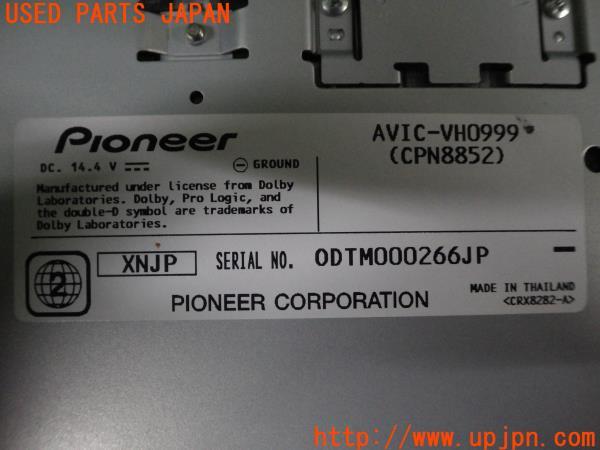 USED PARTS JAPAN
Pioneer
AVIC-VH0999
(CPN8852)
DC. 14.4 V
GROUND
Manufactured under license from Dolby
Laboratories. Dolby, Pro Logic, and
the double-D symbol are trademarks of
Dolby Laboratories.
2
XNJP
SERIAL NO. ODTM000266JP
PIONEER CORPORATION
MADE IN THAILAND
<CRX8282-A>
http://www.upjpn.com/